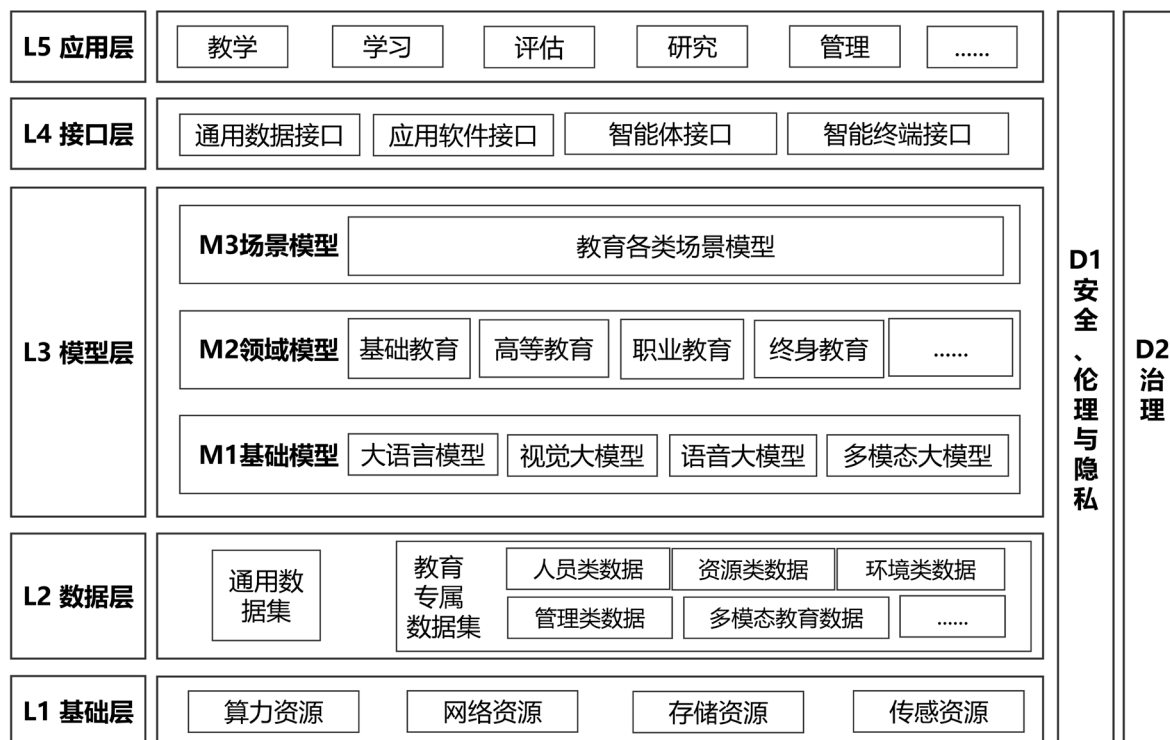 L5 应用层
教学 学习 评估 研究 管理 ......
L4 接口层
通用数据接口 应用软件接口 智能体接口 智能终端接口
L3 模型层
M3场景模型 教育各类场景模型
M2领域模型 基础教育 高等教育 职业教育 终身教育 ......
M1基础模型 大语言模型 视觉大模型 语音大模型 多模态大模型
L2 数据层
通用数
据集
教育
专属
数据集
人员类数据 资源类数据 环境类数据
管理类数据 多模态教育数据 ......
L1 基础层
算力资源 网络资源 存储资源 传感资源
D1
安
全
、
伦
理
与
隐
私
D2
治
理